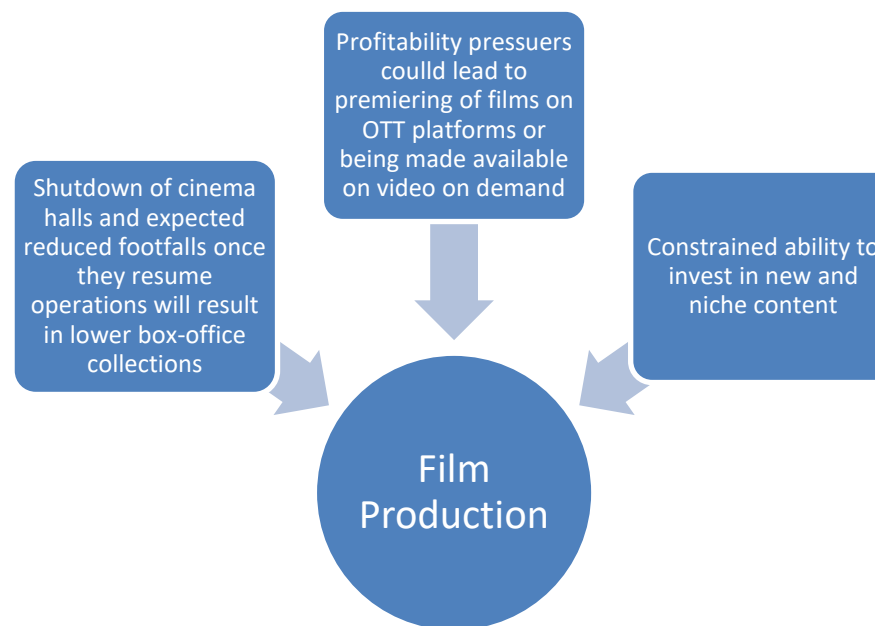 Profitability pressuers
coulld lead to
premiering of films on
OTT platforms or
being made available
on video on demand
Shutdown of cinema
halls and expected
reduced footfalls once
they resume
operations will result
in lower box-office
collections
Constrained ability to
invest in new and
niche content
Film
Production